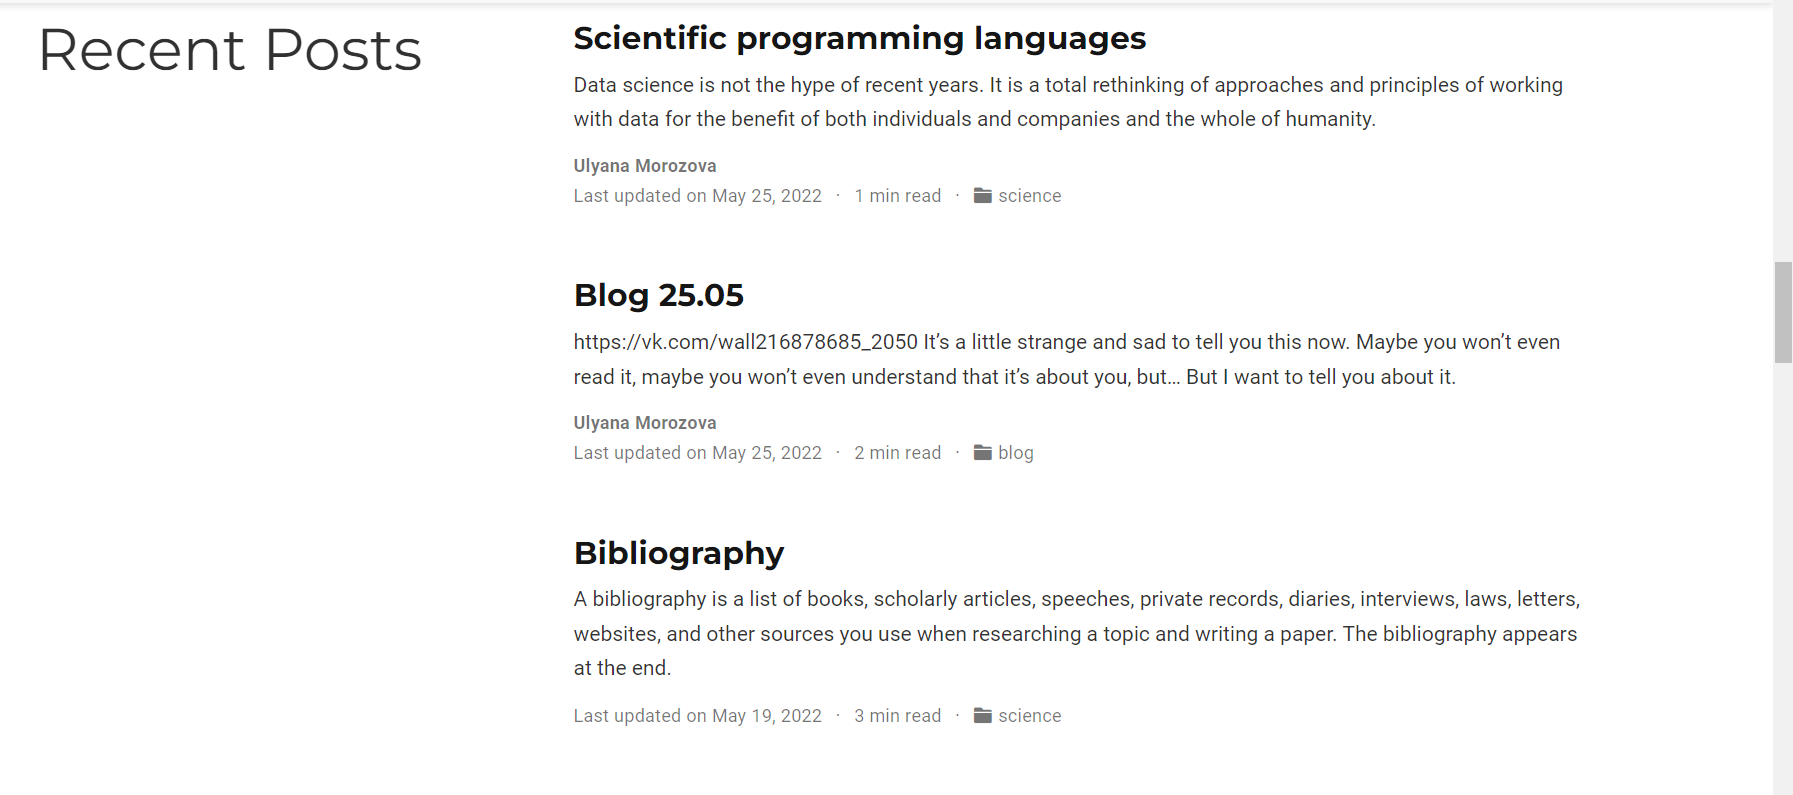 Recent Posts
Scientific programming languages
Data science is not the hype of recent years. It is a total rethinking of approaches and principles of working
with data for the benefit of both individuals and companies and the whole of humanity.
Ulyana Morozova
Last updated on May 25, 2022 · 1 min read · science
Blog 25.05
https://vk.com/wall216878685_2050 It’s a little strange and sad to tell you this now. Maybe you won’t even
read it, maybe you won’t even understand that it’s about you, but… But I want to tell you about it.
Ulyana Morozova
Last updated on May 25, 2022 · 2 min read · blog
Bibliography
A bibliography is a list of books, scholarly articles, speeches, private records, diaries, interviews, laws, letters,
websites, and other sources you use when researching a topic and writing a paper. The bibliography appears
at the end.
Last updated on May 19, 2022 · 3 min read · science